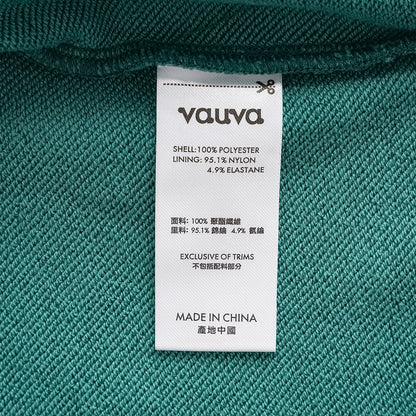 vauva
SHELL:100% POLYESTER
LINING: 95.1% NYLON
4.9% ELASTANE
面料: 100% 聚酯纖維
里料: 95.1% 錦綸 4.9% 氨綸
EXCLUSIVE OF TRIMS
不包括配料部分
MADE IN CHINA
產地中國